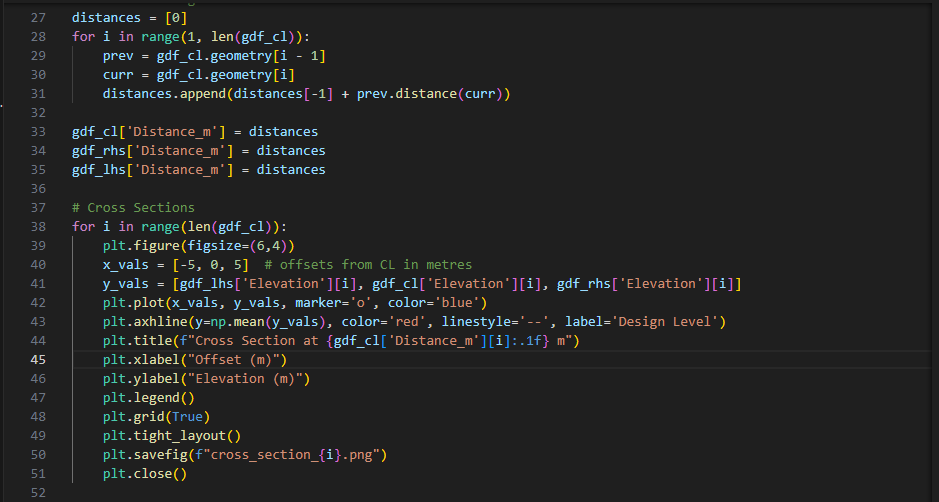 27 distances = [0]
28 for i in range(1, len(gdf_cl)):
29     prev = gdf_cl.geometry[i - 1]
30     curr = gdf_cl.geometry[i]
31     distances.append(distances[-1] + prev.distance(curr))
32
33 gdf_cl['Distance_m'] = distances
34 gdf_rhs['Distance_m'] = distances
35 gdf_lhs['Distance_m'] = distances
36
37 # Cross Sections
38 for i in range(len(gdf_cl)):
39     plt.figure(figsize=(6,4))
40     x_vals = [-5, 0, 5]  # offsets from CL in metres
41     y_vals = [gdf_lhs['Elevation'][i], gdf_cl['Elevation'][i], gdf_rhs['Elevation'][i]]
42     plt.plot(x_vals, y_vals, marker='o', color='blue')
43     plt.axhline(y=np.mean(y_vals), color='red', linestyle='--', label='Design Level')
44     plt.title(f"Cross Section at {gdf_cl['Distance_m'][i]:.1f} m")
45     plt.xlabel("Offset (m)")
46     plt.ylabel("Elevation (m)")
47     plt.legend()
48     plt.grid(True)
49     plt.tight_layout()
50     plt.savefig(f"cross_section_{i}.png")
51     plt.close()
52